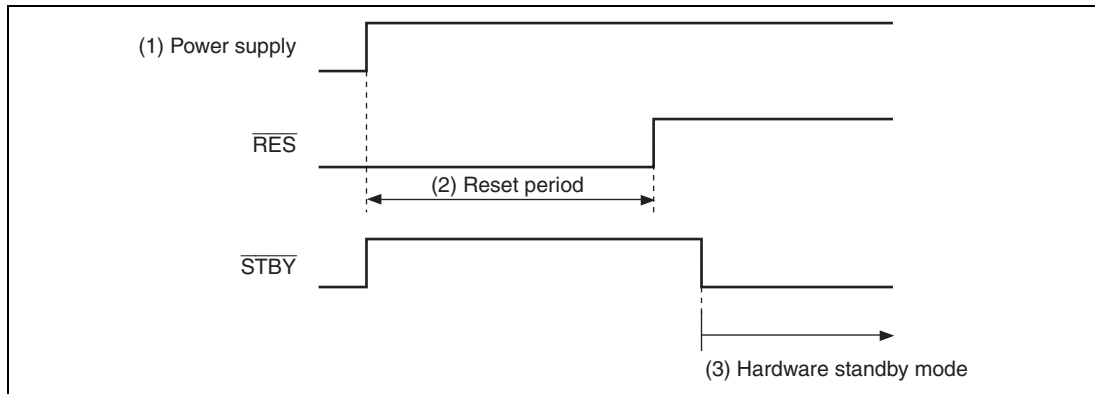 (1) Power supply
RES
(2) Reset period
STBY
(3) Hardware standby mode